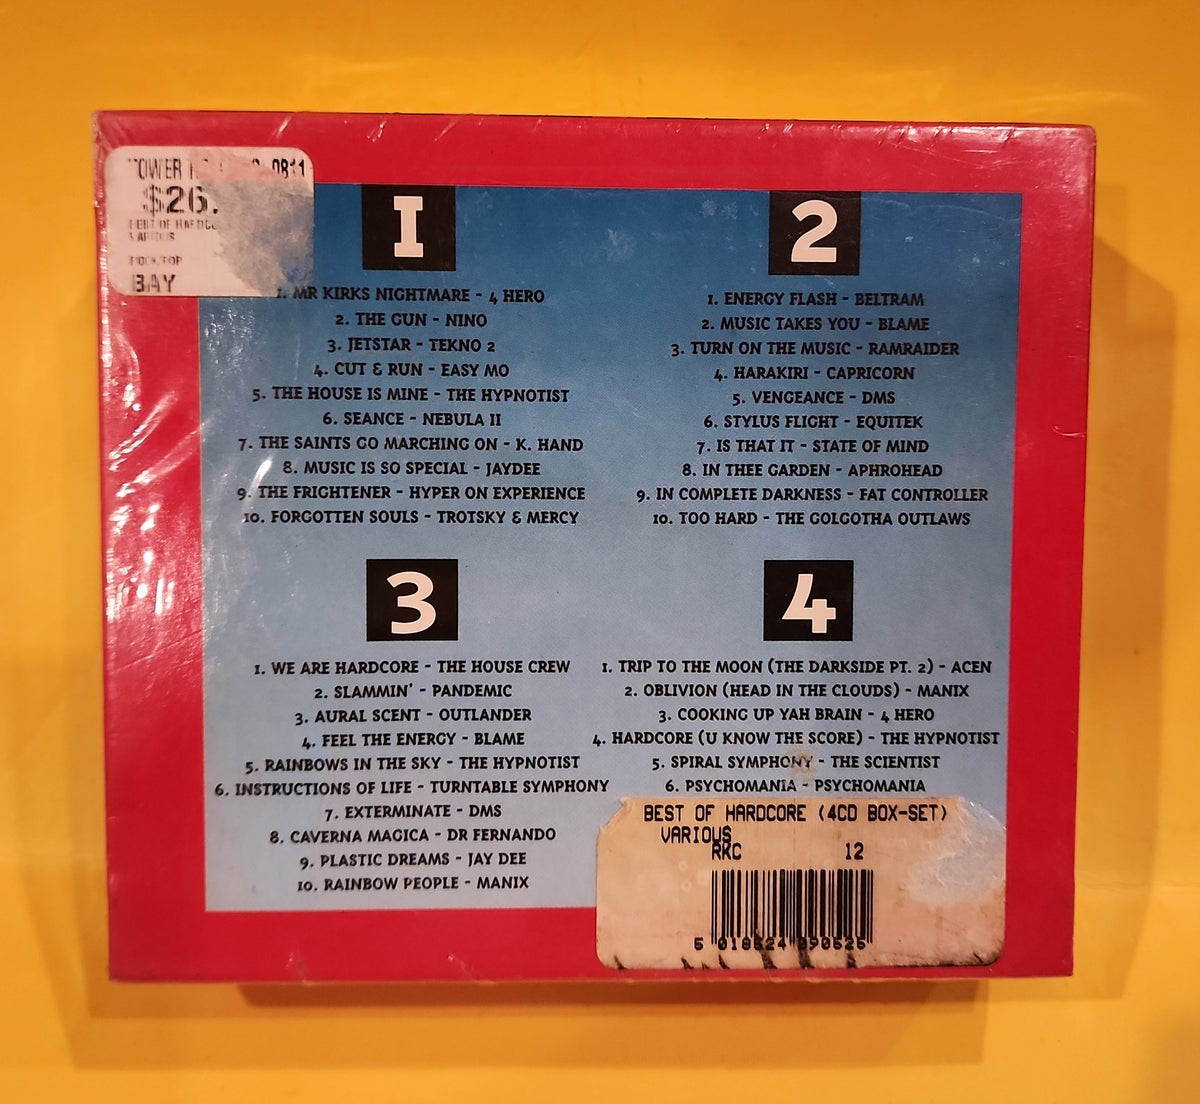 TOWER 0811
$26.
BEST OF HARDCO
VARIOUS
ROCK/POP
BAY
1
1. MR KIRKS NIGHTMARE - 4 HERO
2. THE GUN - NINO
3. JETSTAR - TEKNO 2
4. CUT & RUN - EASY MO
5. THE HOUSE IS MINE - THE HYPNOTIST
6. SEANCE - NEBULA II
7. THE SAINTS GO MARCHING ON - K. HAND
8. MUSIC IS SO SPECIAL - JAYDEE
9. THE FRIGHTENER - HYPER ON EXPERIENCE
10. FORGOTTEN SOULS - TROTSKY & MERCY
2
1. ENERGY FLASH - BELTRAM
2. MUSIC TAKES YOU - BLAME
3. TURN ON THE MUSIC - RAMRAIDER
4. HARAKIRI - CAPRICORN
5. VENGEANCE - DMS
6. STYLUS FLIGHT - EQUITEK
7. IS THAT IT - STATE OF MIND
8. IN THEE GARDEN - APHROHEAD
9. IN COMPLETE DARKNESS - FAT CONTROLLER
10. TOO HARD - THE GOLGOTHA OUTLAWS
3
1. WE ARE HARDCORE - THE HOUSE CREW
2. SLAMMIN' - PANDEMIC
3. AURAL SCENT - OUTLANDER
4. FEEL THE ENERGY - BLAME
5. RAINBOWS IN THE SKY - THE HYPNOTIST
6. INSTRUCTIONS OF LIFE - TURNTABLE SYMPHONY
7. EXTERMINATE - DMS
8. CAVERNA MAGICA - DR FERNANDO
9. PLASTIC DREAMS - JAY DEE
10. RAINBOW PEOPLE - MANIX
4
1. TRIP TO THE MOON (THE DARKSIDE PT. 2) - ACEN
2. OBLIVION (HEAD IN THE CLOUDS) - MANIX
3. COOKING UP YAH BRAIN - 4 HERO
4. HARDCORE (U KNOW THE SCORE) - THE HYPNOTIST
5. SPIRAL SYMPHONY - THE SCIENTIST
6. PSYCHOMANIA - PSYCHOMANIA
BEST OF HARDCORE (4CD BOX-SET)
VARIOUS
RKC 12
5 018524 090525